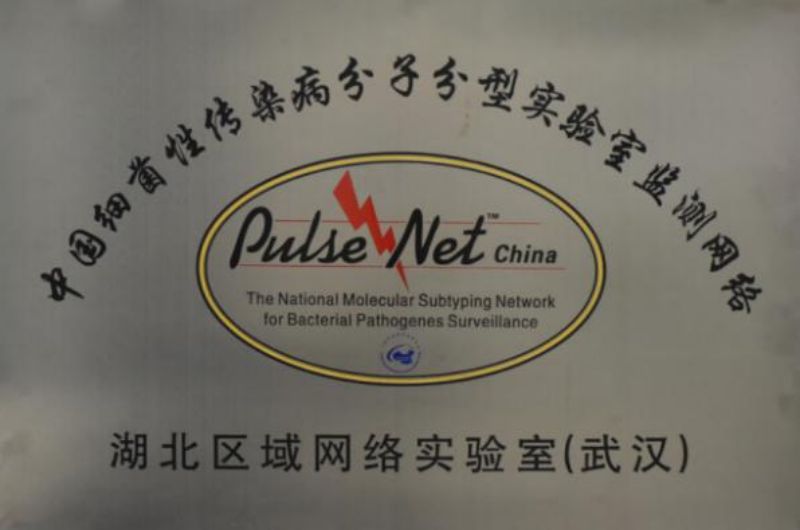 中国细菌性传染病分子分型实验室监测网络
Pulse Net™ China
The National Molecular Subtyping Network
for Bacterial Pathogenes Surveillance
湖北区域网络实验室(武汉)